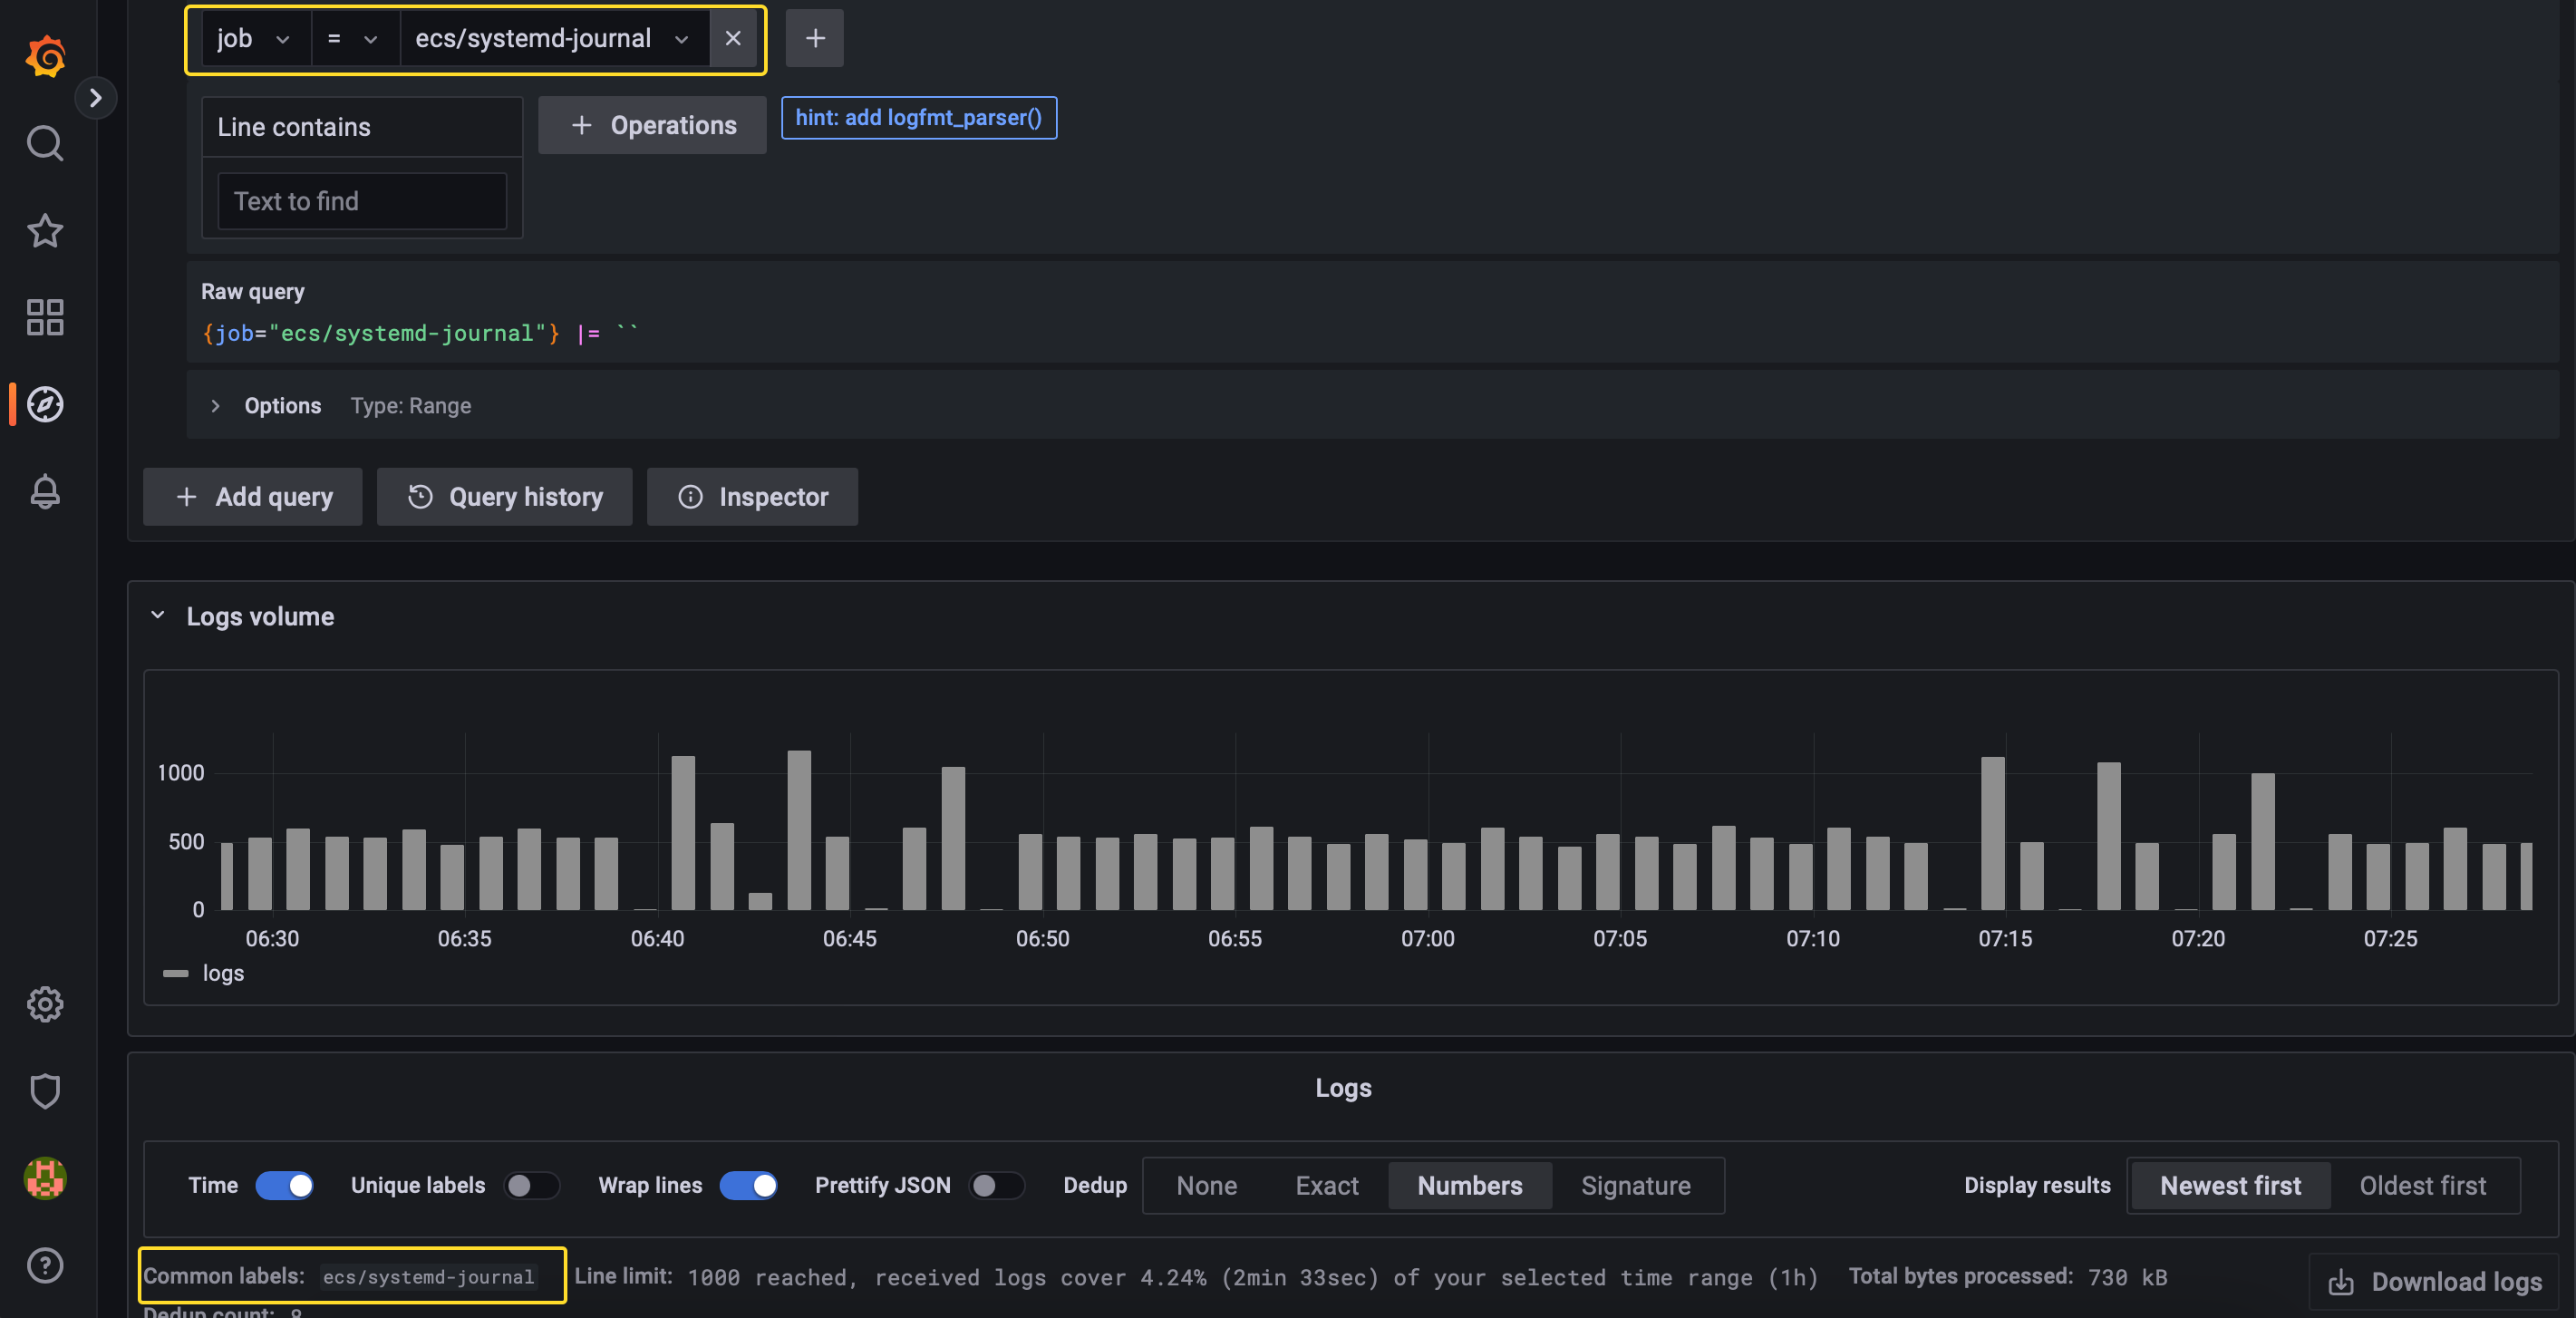 job = ecs/systemd-journal
Line contains
+ Operations
hint: add logfmt_parser()
Text to find
Raw query
{job="ecs/systemd-journal"} |= ``
Options Type: Range
+ Add query Query history Inspector
Logs volume
1000
500
0
06:30 06:35 06:40 06:45 06:50 06:55 07:00 07:05 07:10 07:15 07:20 07:25
logs
Logs
Time Unique labels Wrap lines Prettify JSON Dedup None Exact Numbers Signature Display results Newest first Oldest first
Common labels: ecs/systemd-journal Line limit: 1000 reached, received logs cover 4.24% (2min 33sec) of your selected time range (1h) Total bytes processed: 730 kB Download logs
Dedup count: 8